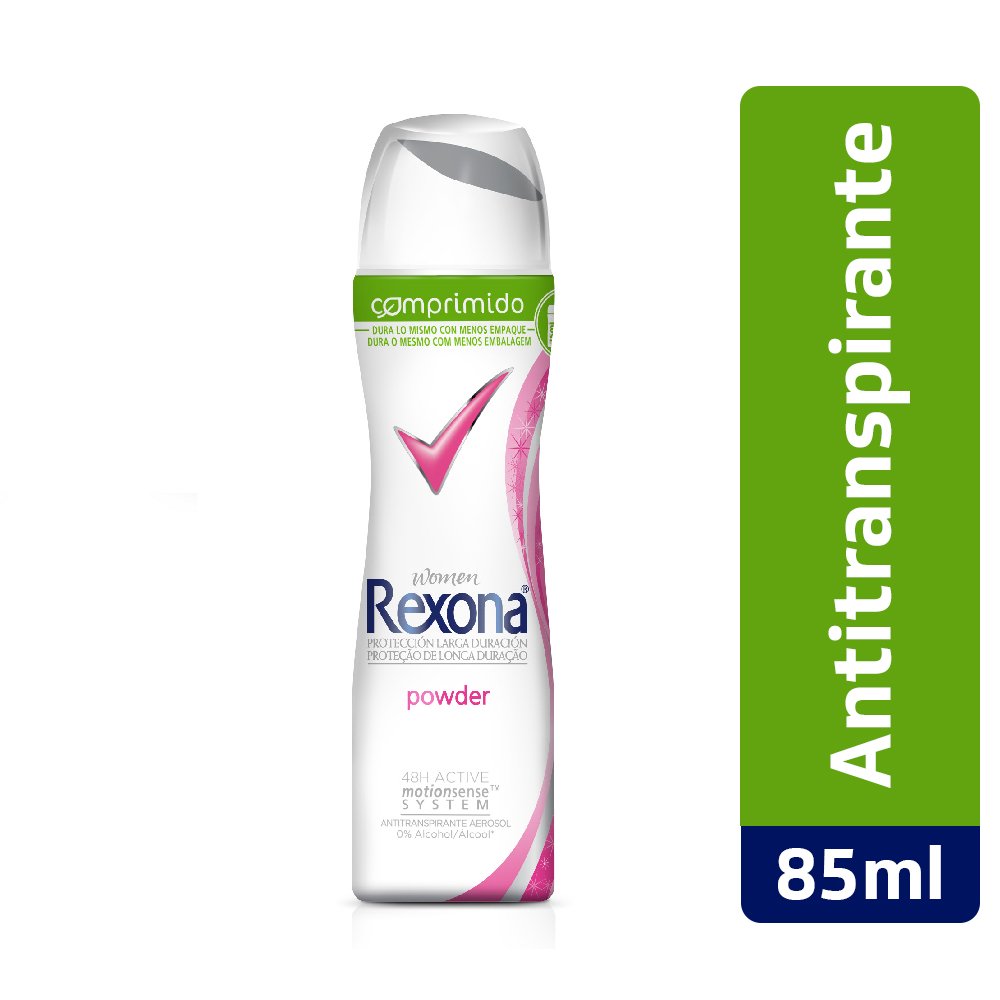 comprimido
DURA LO MISMO CON MENOS EMPAQUE
DURA O MESMO COM MENOS EMBALAGEM
Women
Rexona®
PROTECCIÓN LARGA DURACIÓN
PROTEÇÃO DE LONGA DURAÇÃO
powder
48H ACTIVE
motionsense™
SYSTEM
ANTITRANSPIRANTE AEROSOL
0% Alcohol/Álcool*
Antitranspirante
85ml